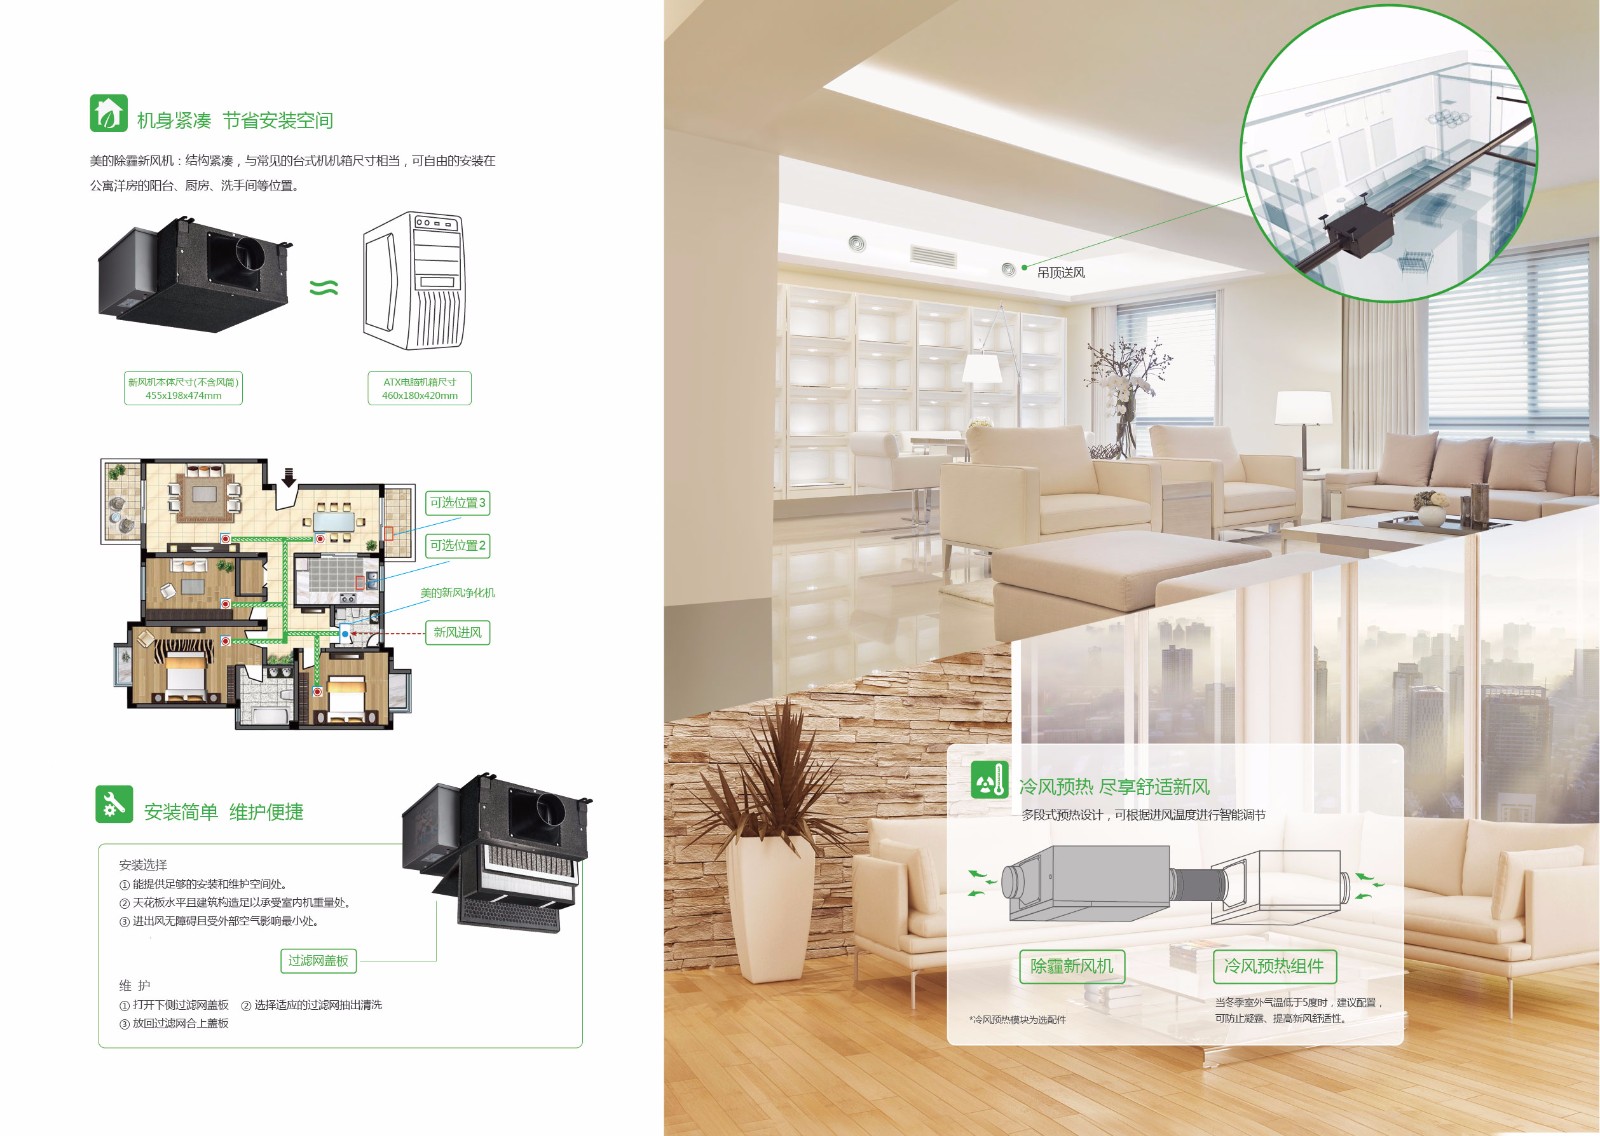 机身紧凑 节省安装空间
美的除霾新风机：结构紧凑，与常见的台式机机箱尺寸相当，可自由的安装在
公寓洋房的阳台、厨房、洗手间等位置。
新风机本体尺寸(不含风筒)
455x198x474mm
ATX电脑机箱尺寸
460x180x420mm
可选位置3
可选位置2
美的新风净化机
新风进风
安装简单 维护便捷
安装选择
① 能提供足够的安装和维护空间处。
② 天花板水平且建筑构造足以承受室内机重量处。
③ 进出风无障碍且受外部空气影响最小处。
过滤网盖板
维 护
① 打开下侧过滤网盖板 ② 选择适应的过滤网抽出清洗
③ 放回过滤网合上盖板
吊顶送风
冷风预热 尽享舒适新风
多段式预热设计，可根据进风温度进行智能调节
除霾新风机
冷风预热组件
当冬季室外气温低于5度时，建议配置，
可防止凝露、提高新风舒适性。
*冷风预热模块为选配件